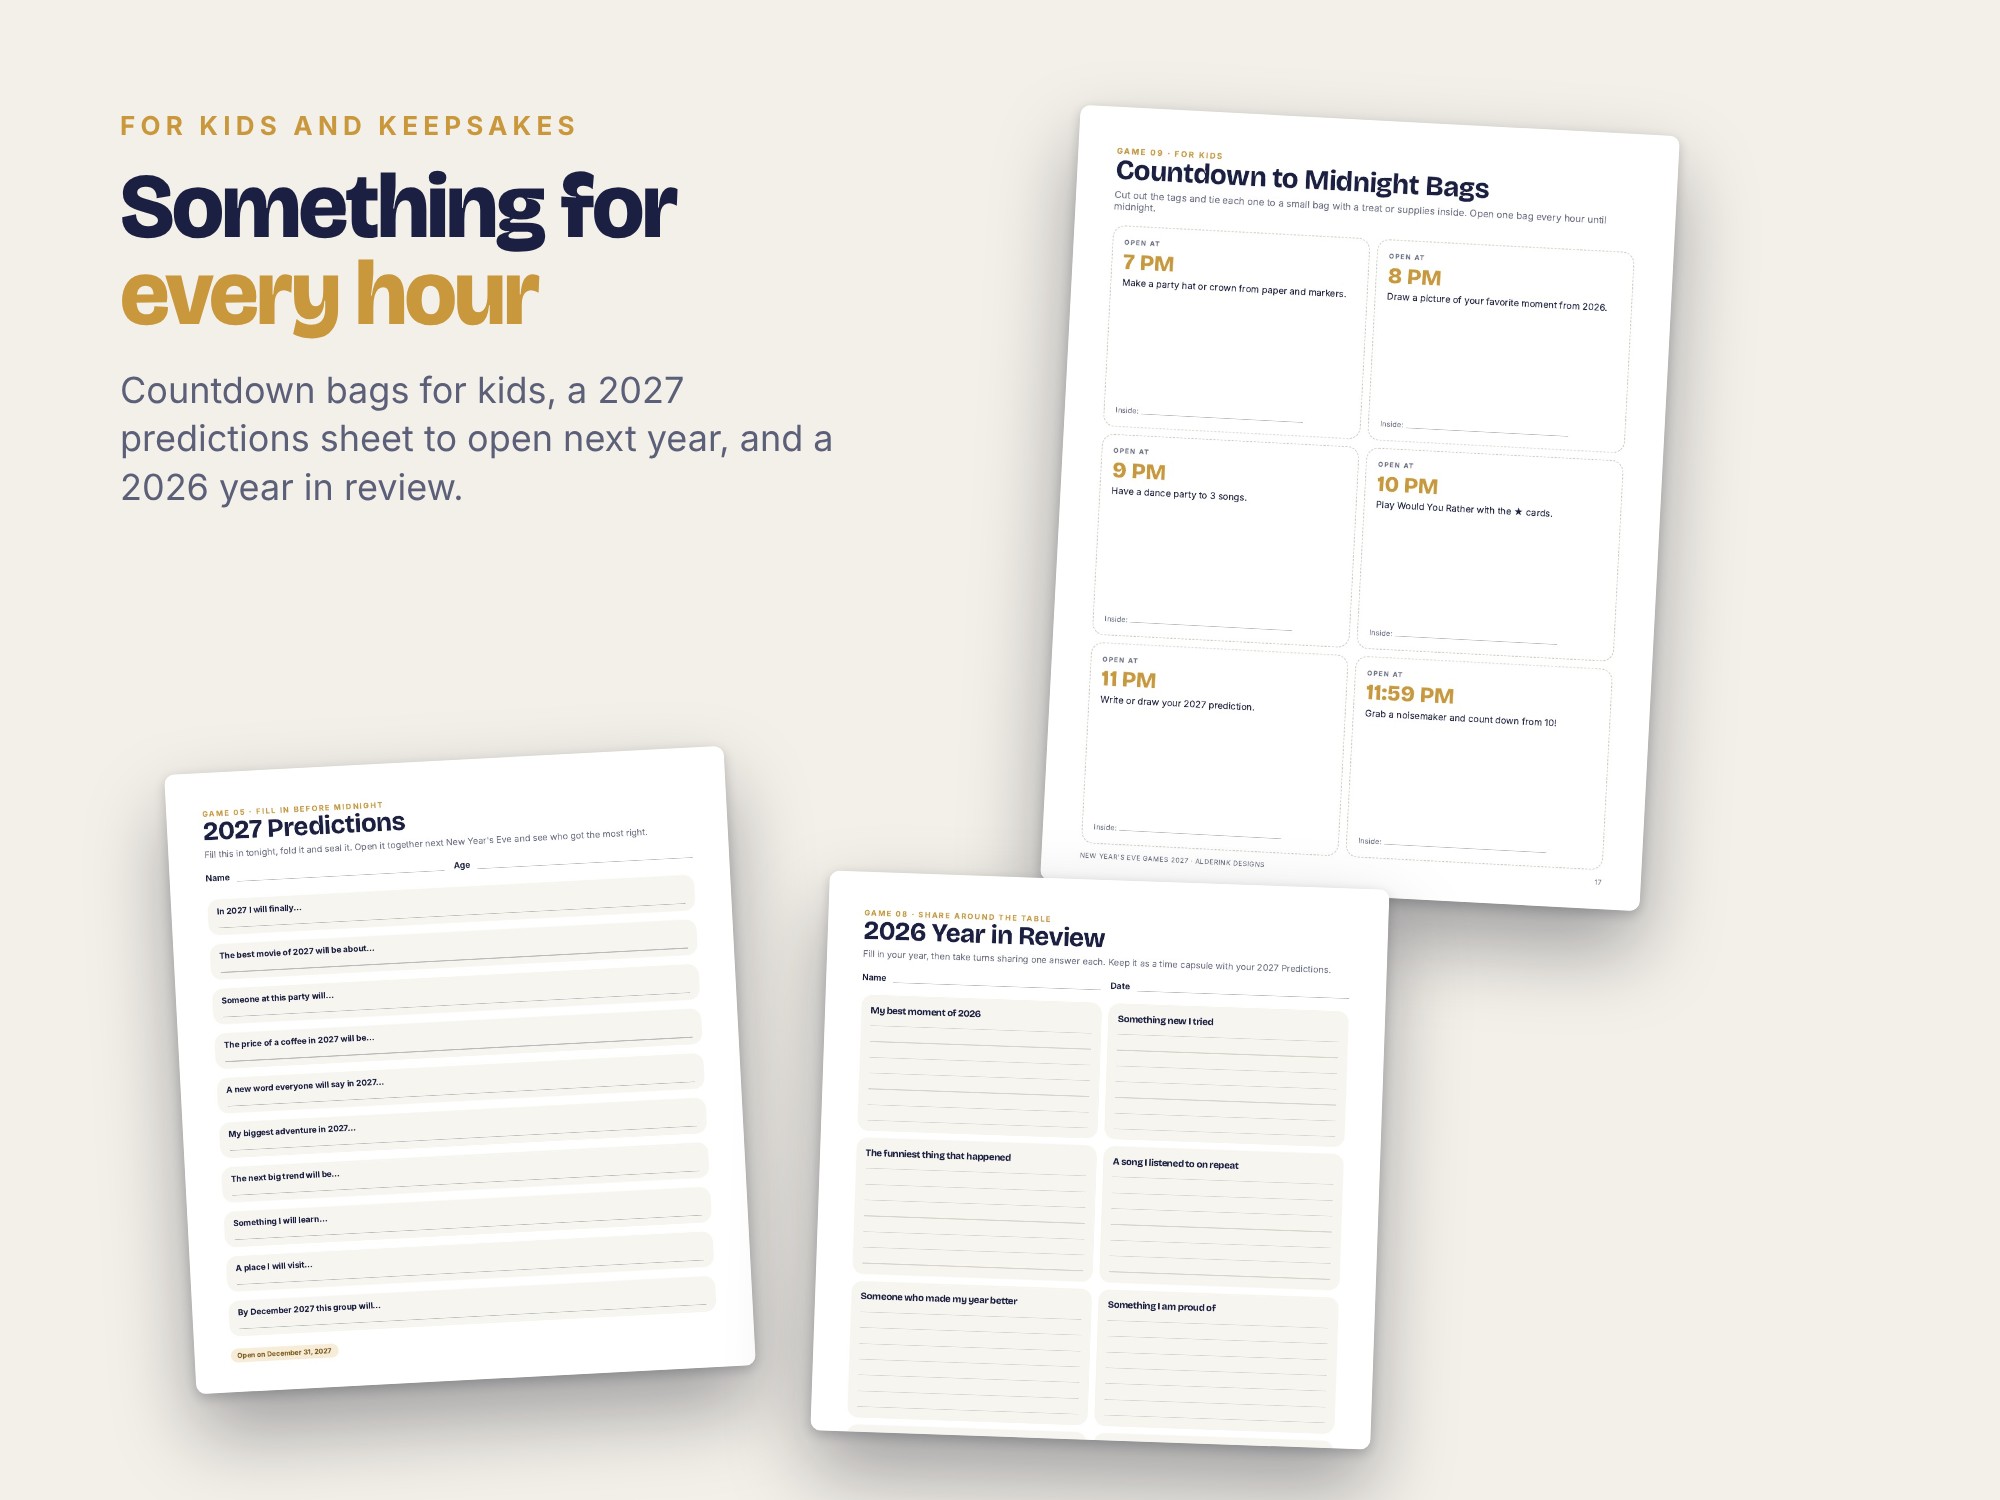 FOR KIDS AND KEEPSAKES
Something for
every hour
Countdown bags for kids, a 2027
predictions sheet to open next year, and a
2026 year in review.
GAME 09 · FOR KIDS
Countdown to Midnight Bags
Cut out the tags and tie each one to a small bag with a treat or supplies inside. Open one bag every hour until
midnight.
OPEN AT
7 PM
Make a party hat or crown from paper and markers.
Inside:
OPEN AT
8 PM
Draw a picture of your favorite moment from 2026.
Inside:
OPEN AT
9 PM
Have a dance party to 3 songs.
Inside:
OPEN AT
10 PM
Play Would You Rather with the ★ cards.
Inside:
OPEN AT
11 PM
Write or draw your 2027 prediction.
Inside:
OPEN AT
11:59 PM
Grab a noisemaker and count down from 10!
Inside:
NEW YEAR'S EVE GAMES 2027 · ALDERINK DESIGNS
17
GAME 05 · FILL IN BEFORE MIDNIGHT
2027 Predictions
Fill this in tonight, fold it and seal it. Open it together next New Year's Eve and see who got the most right.
Name
Age
In 2027 I will finally...
The best movie of 2027 will be about...
Someone at this party will...
The price of a coffee in 2027 will be...
A new word everyone will say in 2027...
My biggest adventure in 2027...
The next big trend will be...
Something I will learn...
A place I will visit...
By December 2027 this group will...
Open on December 31, 2027
GAME 08 · SHARE AROUND THE TABLE
2026 Year in Review
Fill in your year, then take turns sharing one answer each. Keep it as a time capsule with your 2027 Predictions.
Name
Date
My best moment of 2026
Something new I tried
The funniest thing that happened
A song I listened to on repeat
Someone who made my year better
Something I am proud of